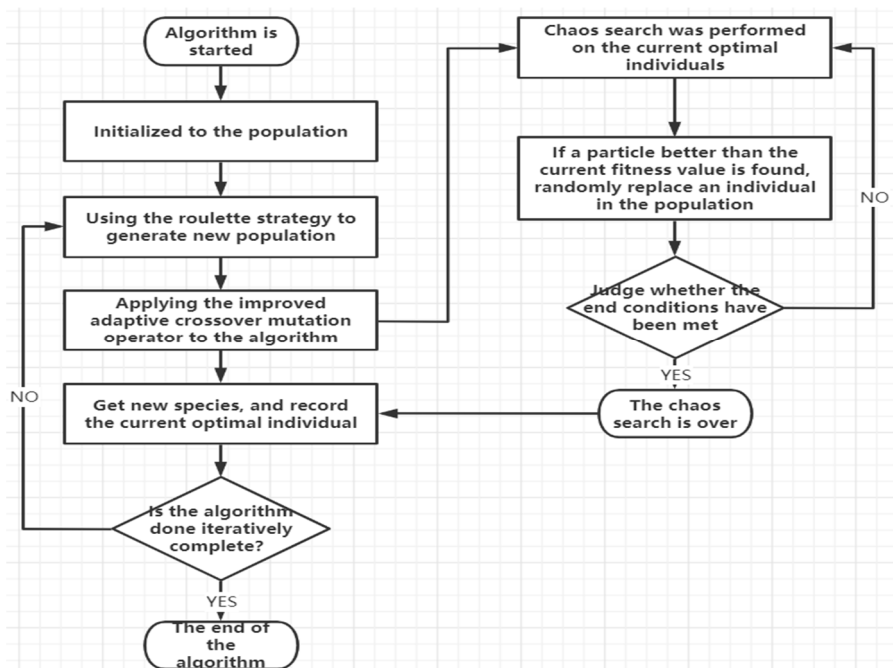 Algorithm is
started
Initialized to the population
Using the roulette strategy to
generate new population
Applying the improved
adaptive crossover mutation
operator to the algorithm
Get new species, and record
the current optimal individual
Is the algorithm
done iteratively
complete?
NO
YES
The end of
the
algorithm
Chaos search was performed
on the current optimal
individuals
If a particle better than the
current fitness value is found,
randomly replace an individual
in the population
Judge whether the
end conditions have
been met
NO
YES
The chaos
search is over